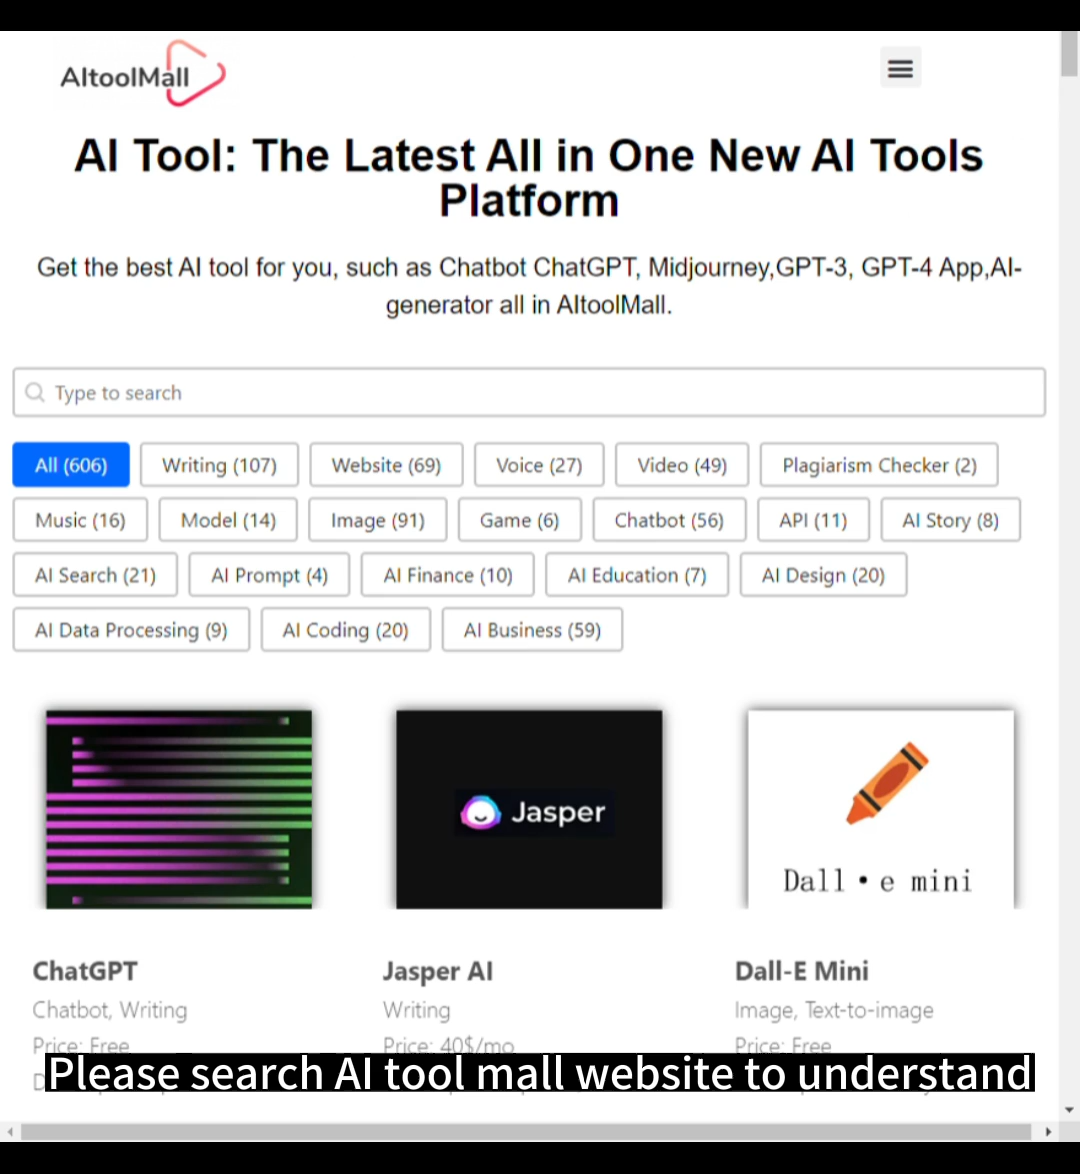 AItoolMall
AI Tool: The Latest All in One New AI Tools
Platform
Get the best AI tool for you, such as Chatbot ChatGPT, Midjourney,GPT-3, GPT-4 App,AI-
generator all in AItoolMall.
Type to search
All (606) Writing (107) Website (69) Voice (27) Video (49) Plagiarism Checker (2)
Music (16) Model (14) Image (91) Game (6) Chatbot (56) API (11) AI Story (8)
AI Search (21) AI Prompt (4) AI Finance (10) AI Education (7) AI Design (20)
AI Data Processing (9) AI Coding (20) AI Business (59)
Jasper
Dall•e mini
ChatGPT Jasper AI Dall-E Mini
Chatbot, Writing Writing Image, Text-to-image
Price: Free Price: 40$/mo Price: Free
Please search AI tool mall website to understand